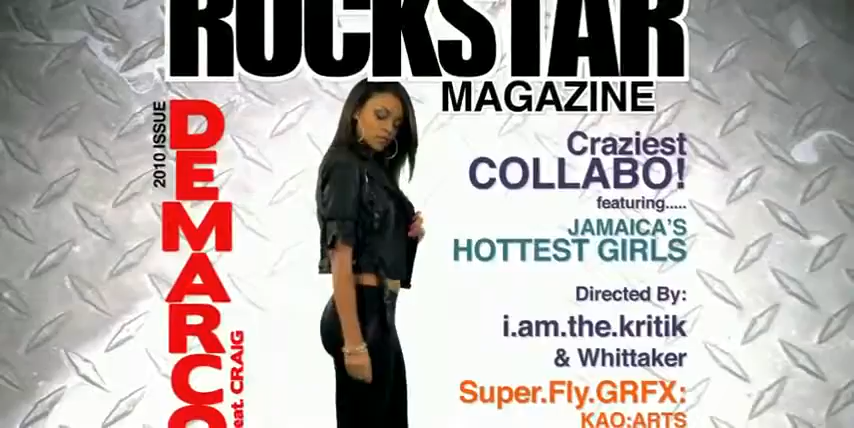 ROCKSTAR
MAGAZINE
2010 ISSUE
DEMARCO
feat. CRAIG
Craziest
COLLABO!
featuring.....
JAMAICA'S
HOTTEST GIRLS
Directed By:
i.am.the.kritik
& Whittaker
Super.Fly.GRFX:
KAO:ARTS